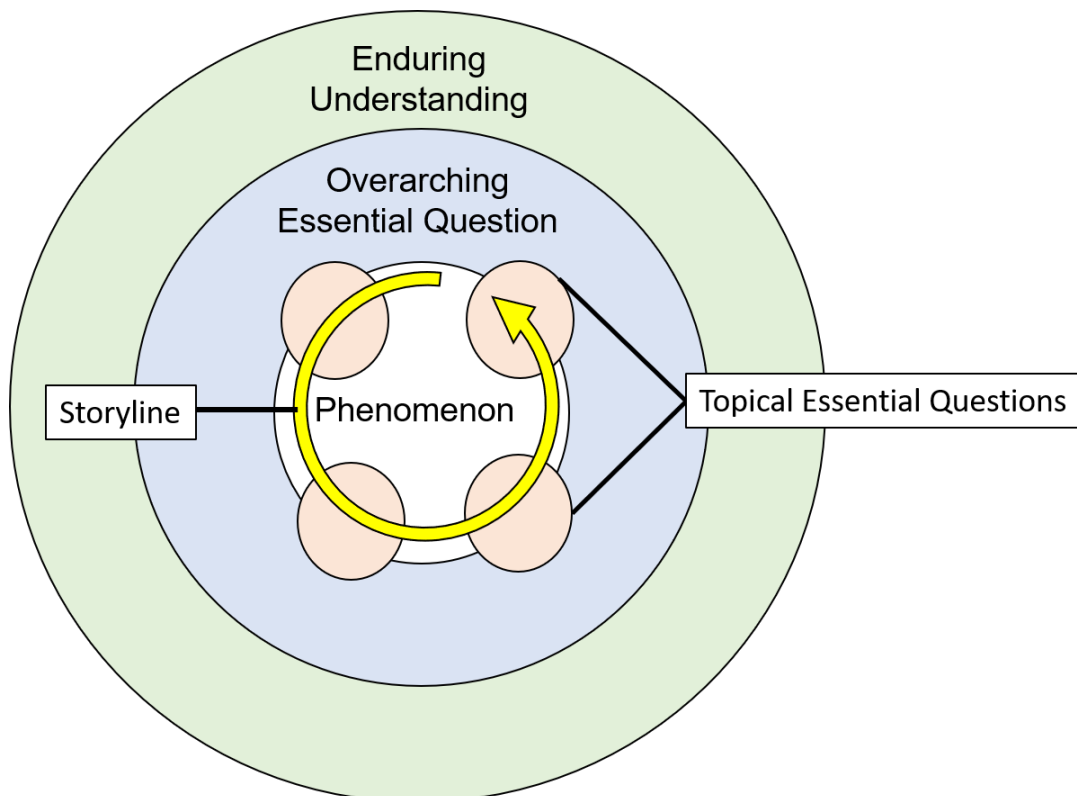 Enduring
Understanding
Overarching
Essential Question
Storyline
Phenomenon
Topical Essential Questions